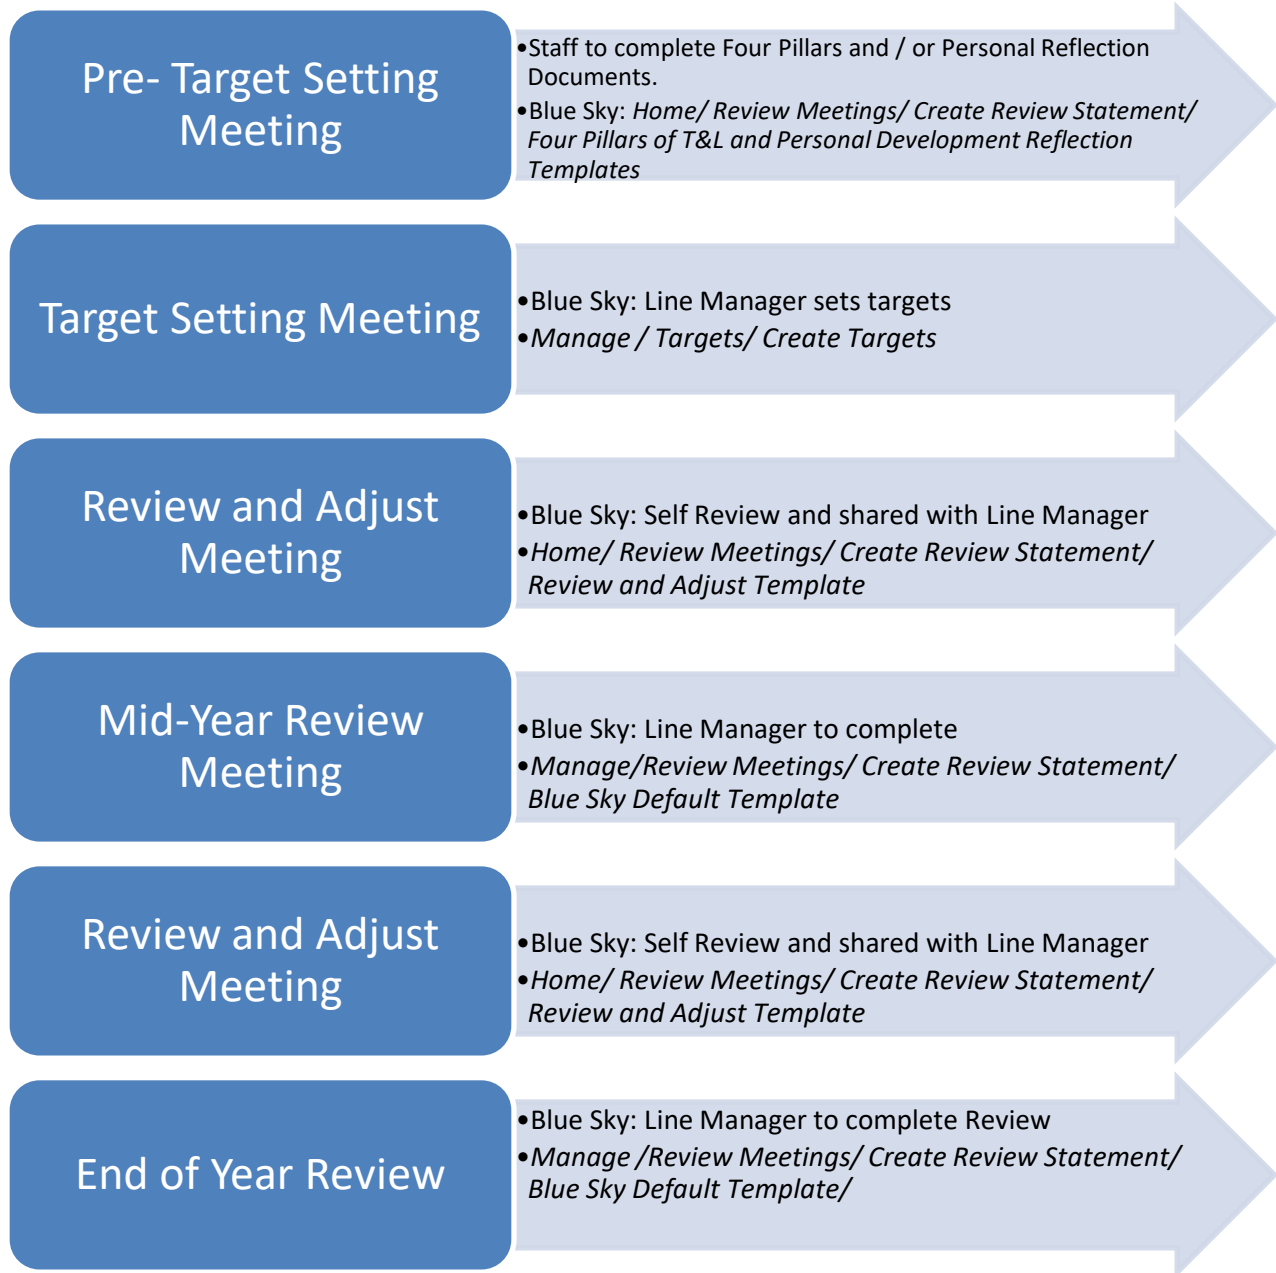 Pre- Target Setting
Meeting
•Staff to complete Four Pillars and / or Personal Reflection
Documents.
•Blue Sky: Home/ Review Meetings/ Create Review Statement/
Four Pillars of T&L and Personal Development Reflection
Templates
Target Setting Meeting
•Blue Sky: Line Manager sets targets
•Manage / Targets/ Create Targets
Review and Adjust
Meeting
•Blue Sky: Self Review and shared with Line Manager
•Home/ Review Meetings/ Create Review Statement/
Review and Adjust Template
Mid-Year Review
Meeting
•Blue Sky: Line Manager to complete
•Manage/Review Meetings/ Create Review Statement/
Blue Sky Default Template
Review and Adjust
Meeting
•Blue Sky: Self Review and shared with Line Manager
•Home/ Review Meetings/ Create Review Statement/
Review and Adjust Template
End of Year Review
•Blue Sky: Line Manager to complete Review
•Manage /Review Meetings/ Create Review Statement/
Blue Sky Default Template/